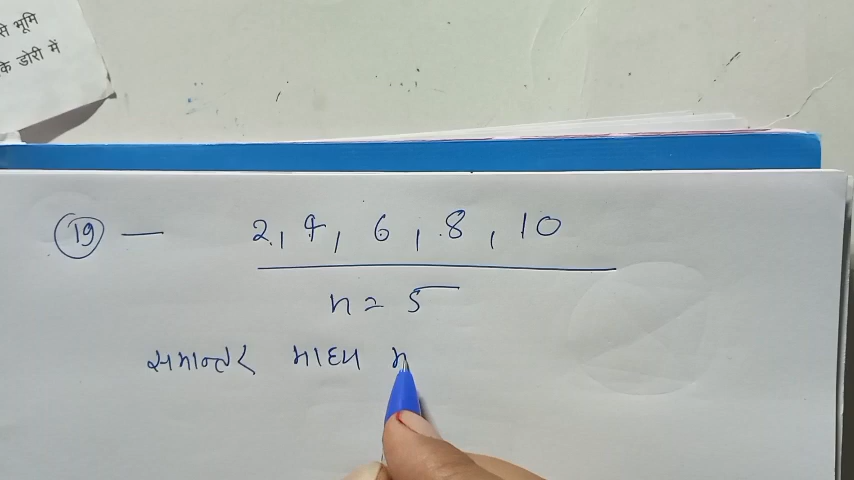 से भूमि
के डोरी में
19 — 2, 4, 6, 8, 10
n = 5
समान्तर माध्य म